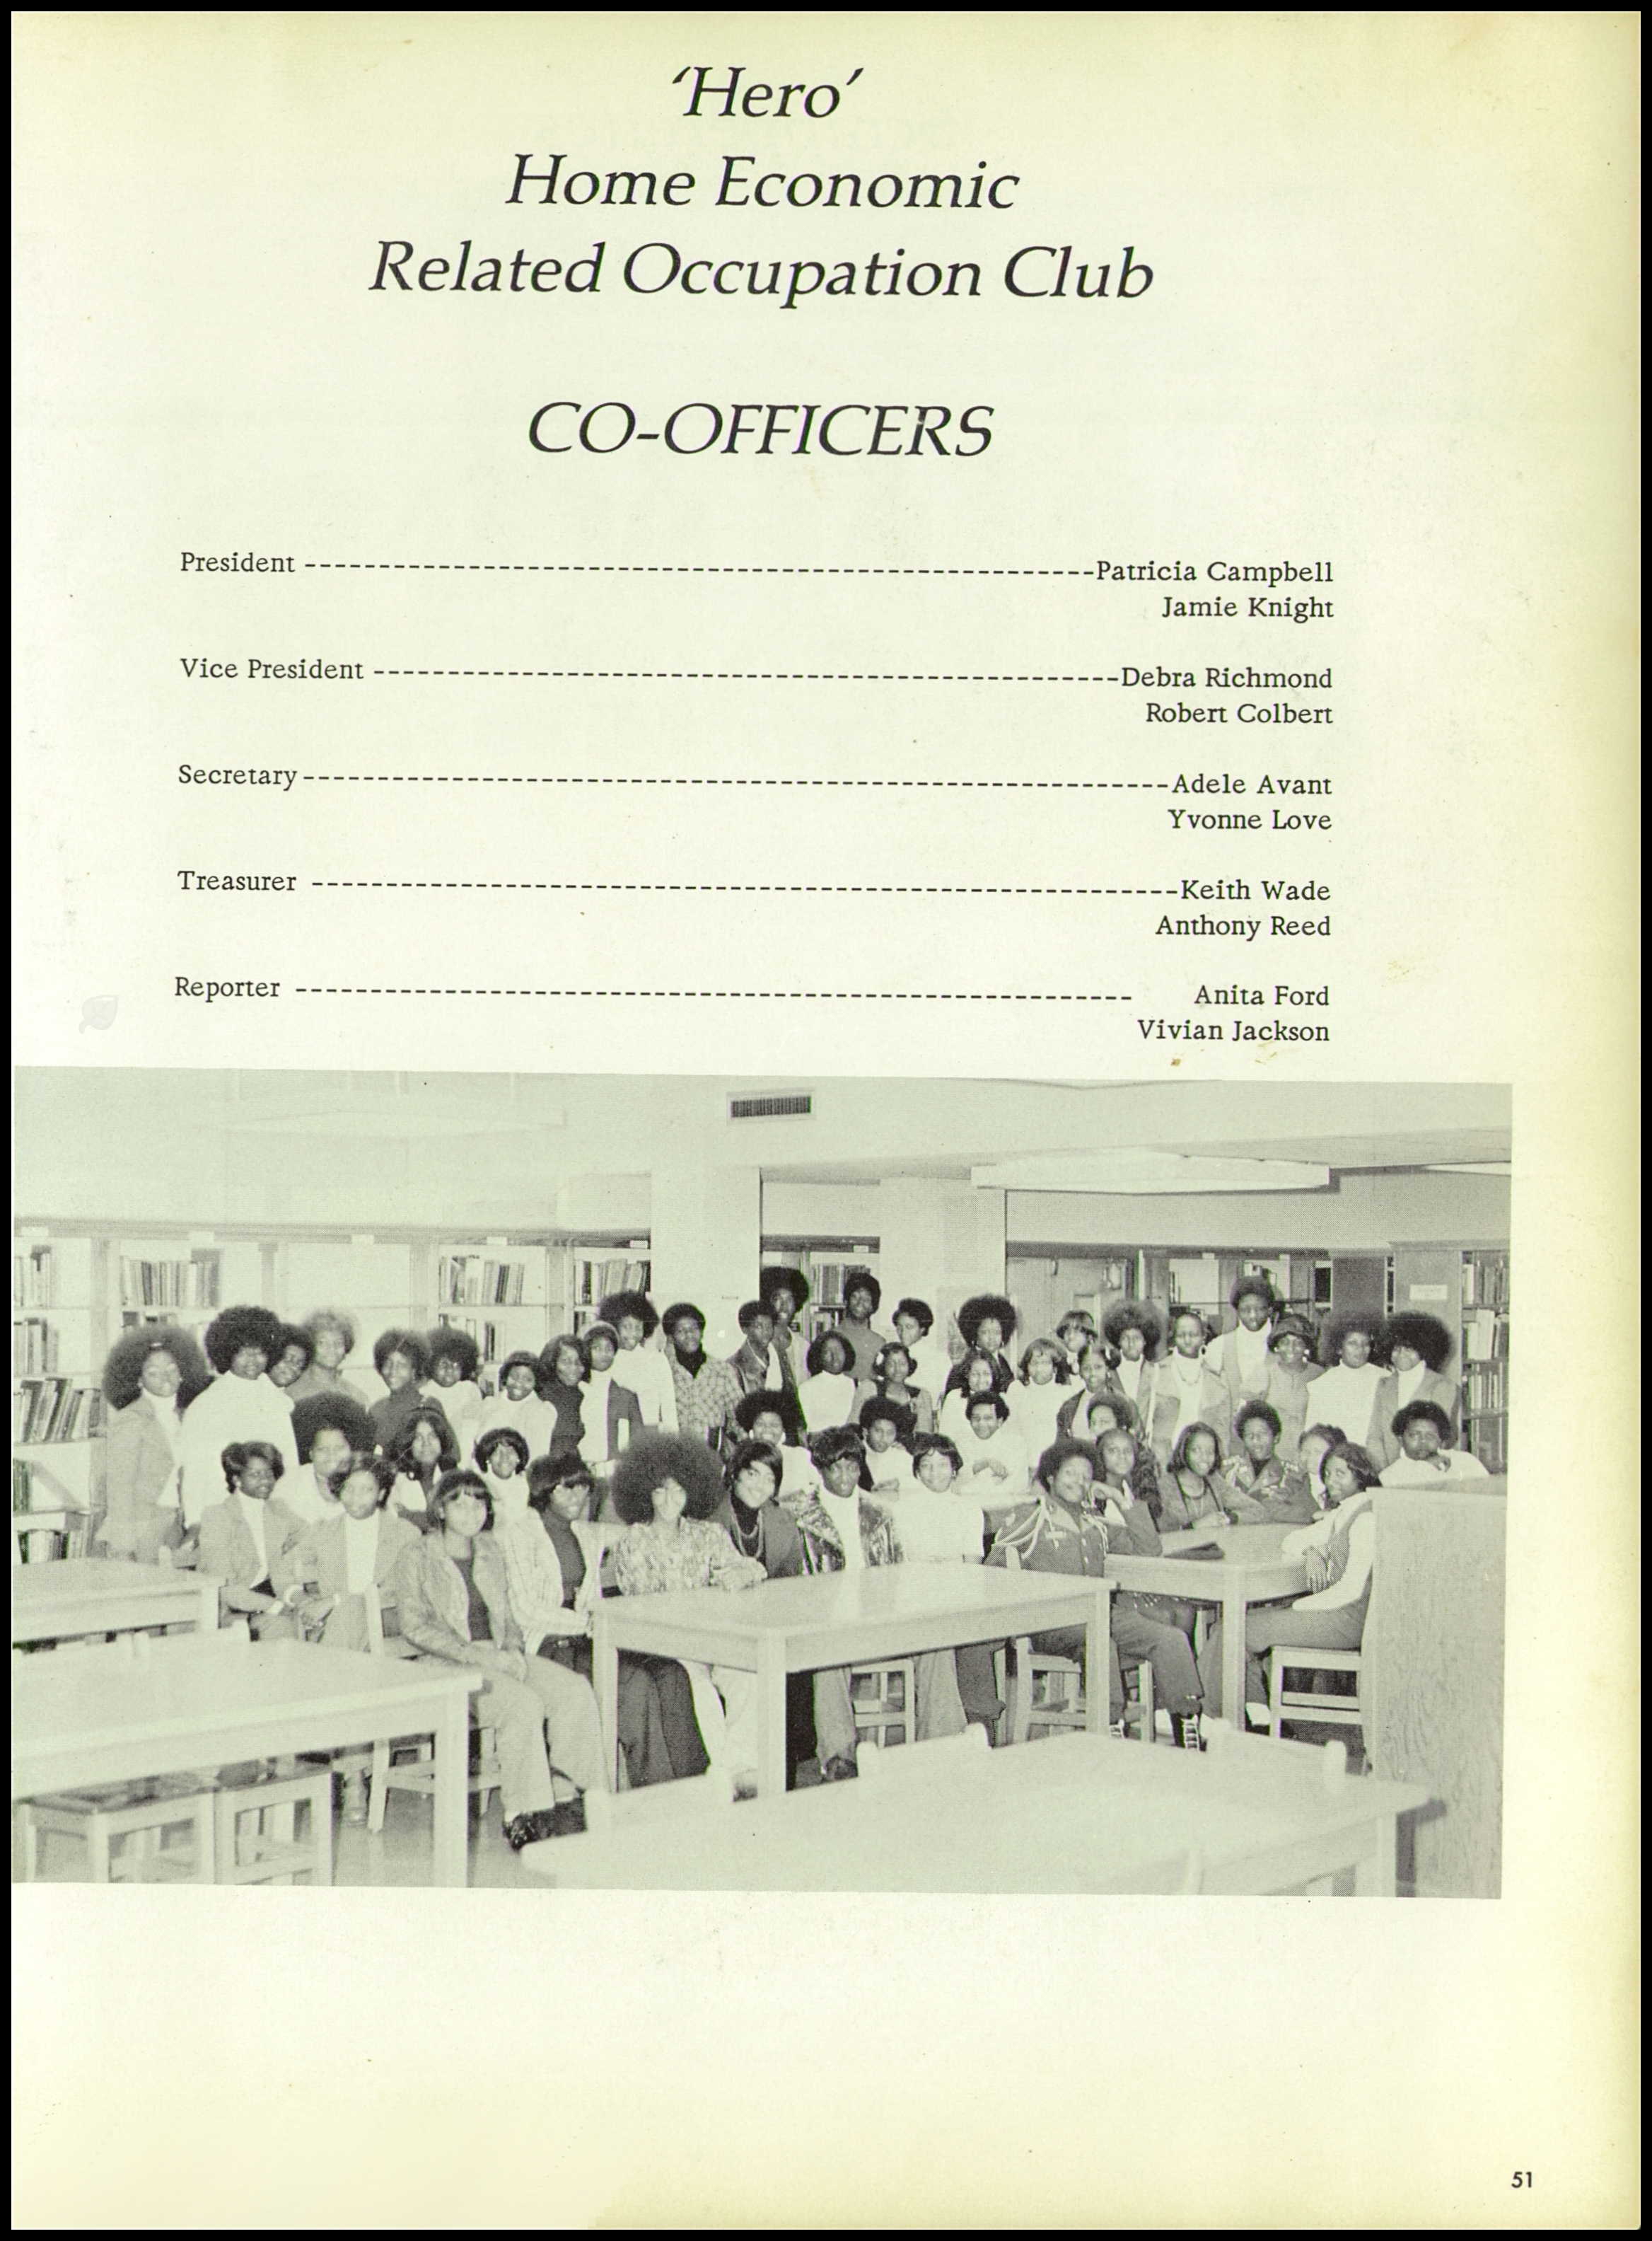 ‘Hero’
Home Economic
Related Occupation Club
CO-OFFICERS
President -----------------------------------------------------Patricia Campbell
Jamie Knight
Vice President --------------------------------------------------Debra Richmond
Robert Colbert
Secretary----------------------------------------------------------Adele Avant
Yvonne Love
Treasurer ----------------------------------------------------------Keith Wade
Anthony Reed
Reporter -------------------------------------------------------- Anita Ford
Vivian Jackson
51